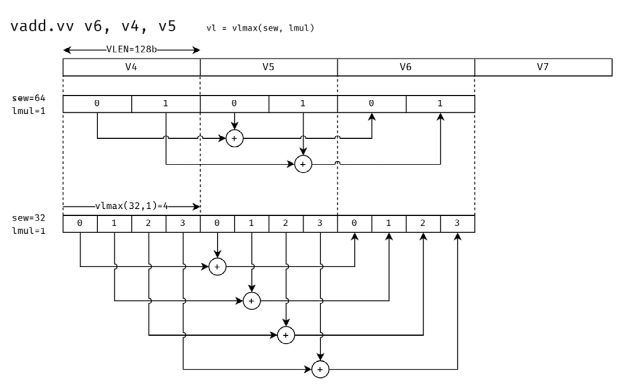 vadd.vv v6, v4, v5 vl = vlmax(sew, lmul)
VLEN=128b
V4 V5 V6 V7
sew=64
lmul=1
0 1 0 1 0 1
+
+
vlmax(32,1)=4
sew=32
lmul=1
0 1 2 3 0 1 2 3 0 1 2 3
+
+
+
+